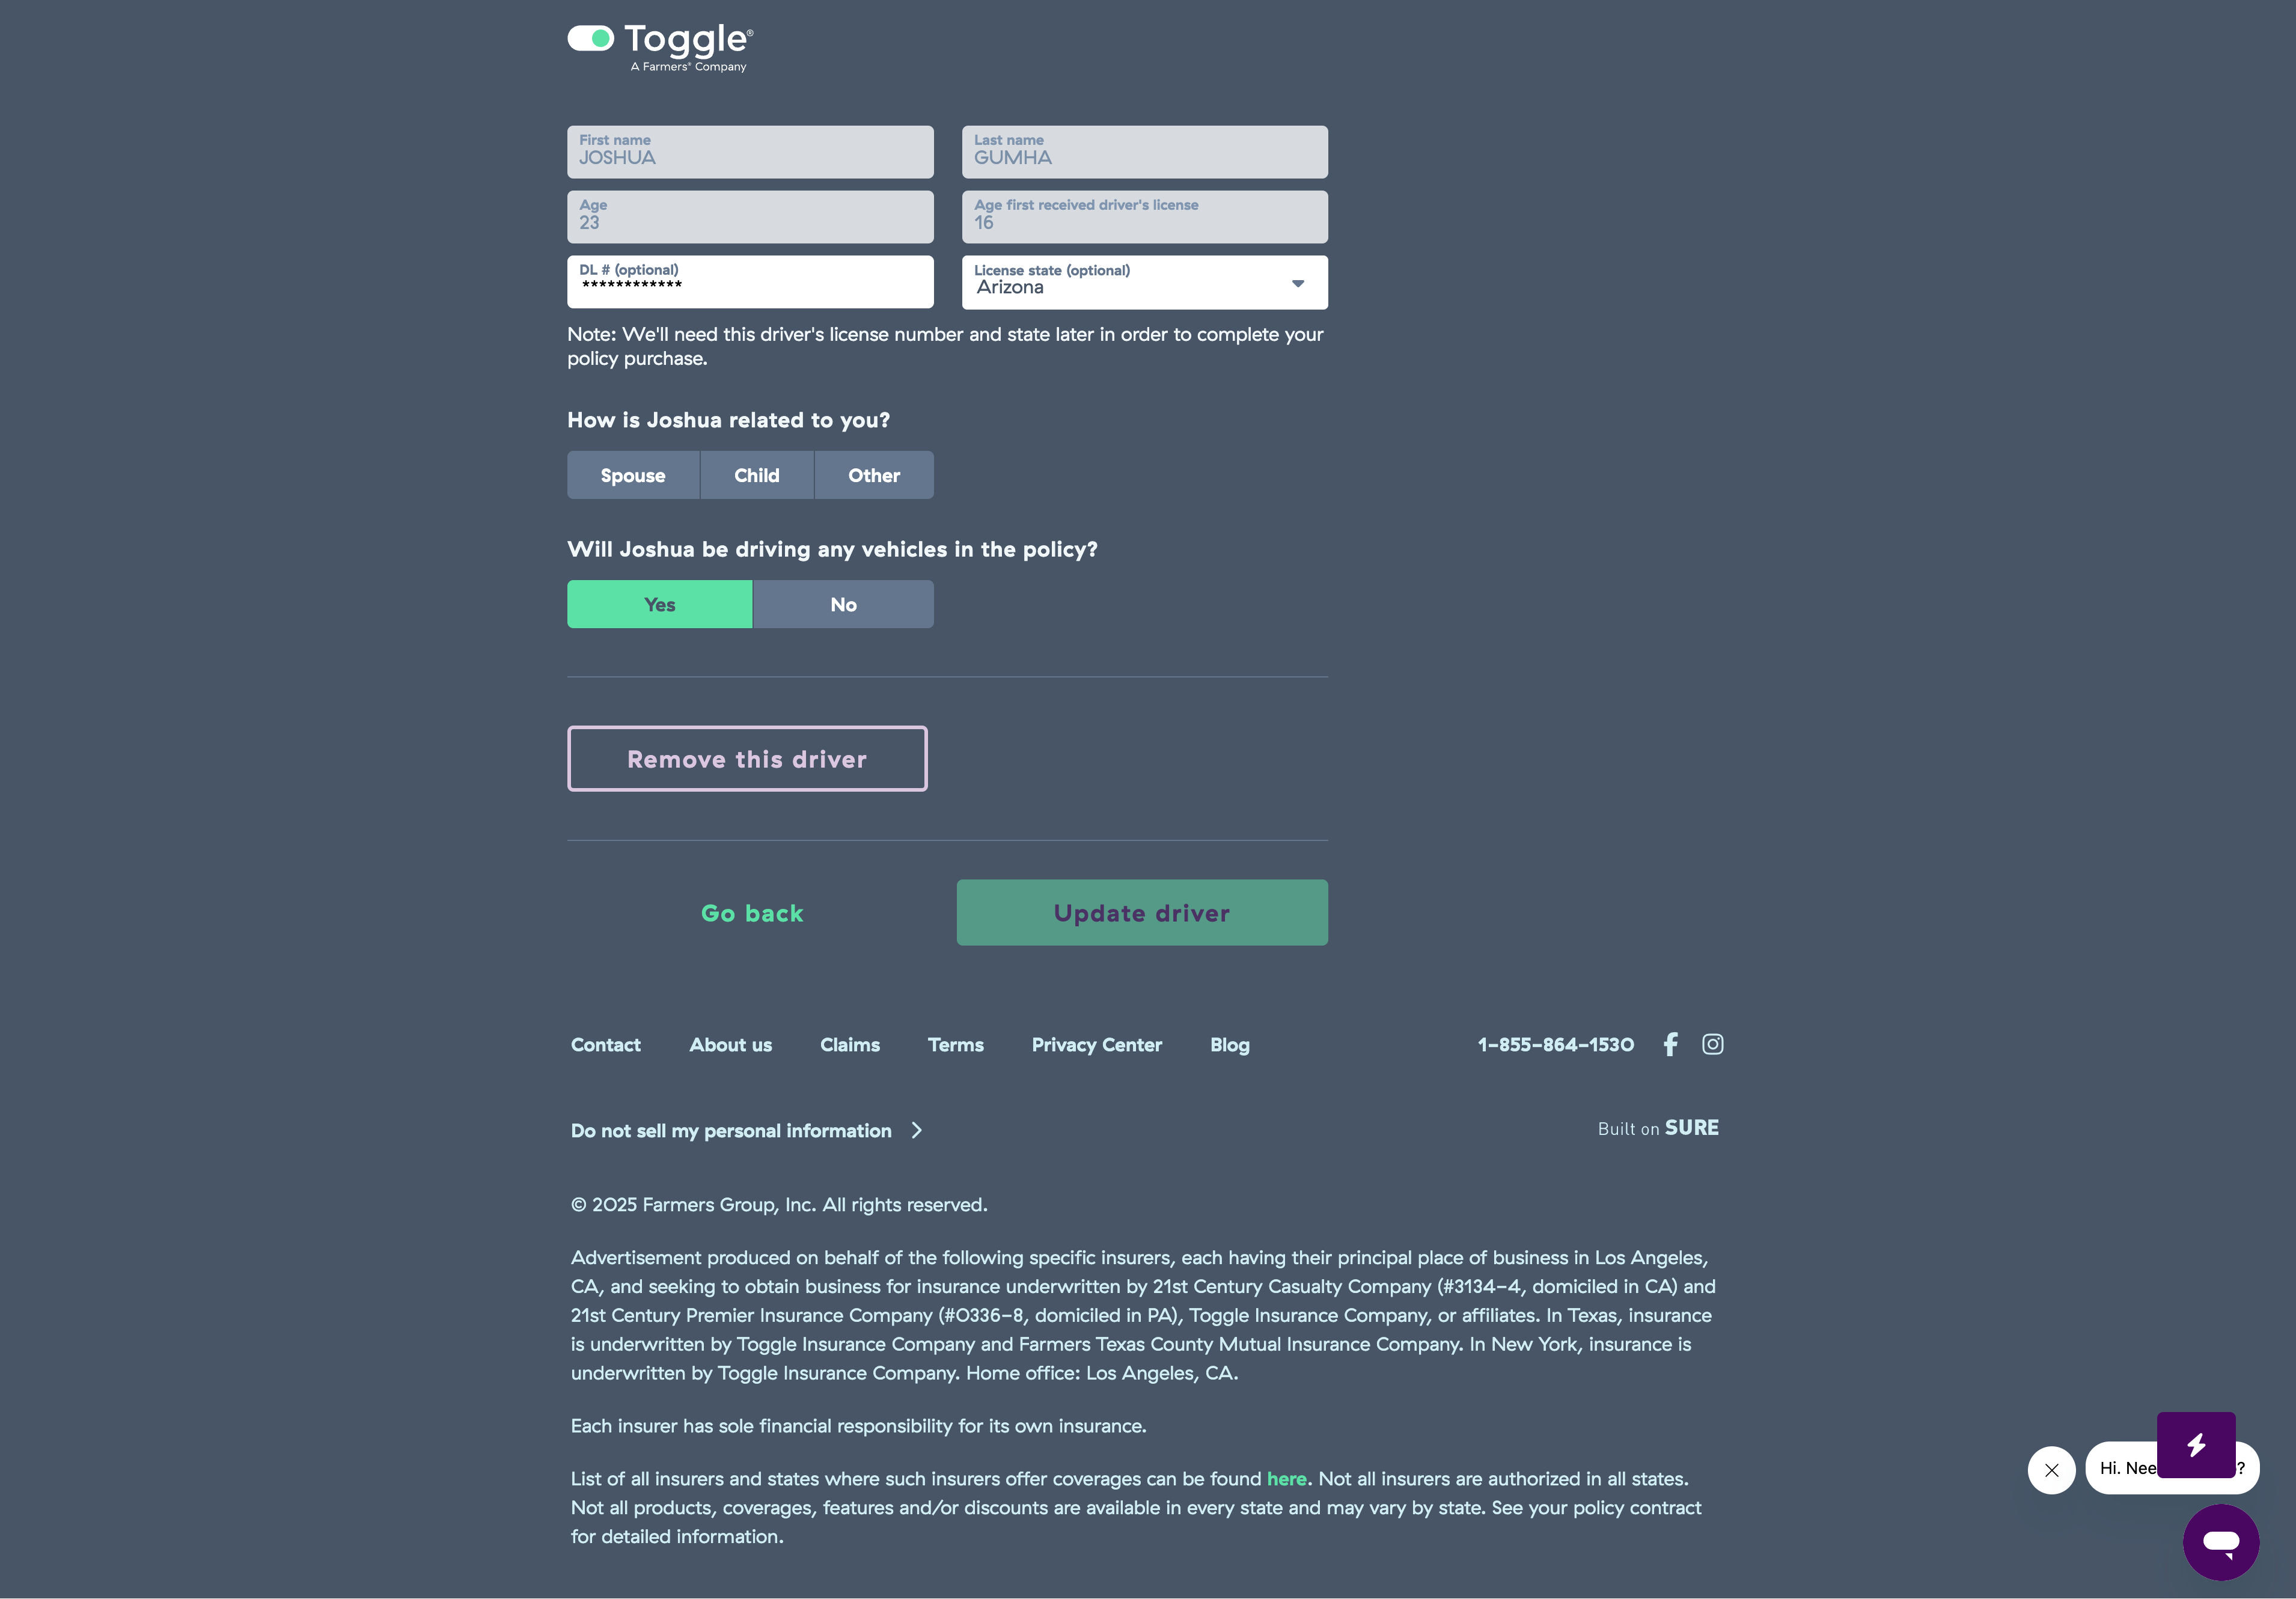 Toggle®
A Farmers® Company
First name
JOSHUA
Last name
GUMHA
Age
23
Age first received driver's license
16
DL # (optional)
************
License state (optional)
Arizona
Note: We'll need this driver's license number and state later in order to complete your
policy purchase.
How is Joshua related to you?
Spouse Child Other
Will Joshua be driving any vehicles in the policy?
Yes No
Remove this driver
Go back Update driver
Contact About us Claims Terms Privacy Center Blog 1-855-864-1530
Do not sell my personal information
Built on SURE
© 2025 Farmers Group, Inc. All rights reserved.
Advertisement produced on behalf of the following specific insurers, each having their principal place of business in Los Angeles,
CA, and seeking to obtain business for insurance underwritten by 21st Century Casualty Company (#3134-4, domiciled in CA) and
21st Century Premier Insurance Company (#0336-8, domiciled in PA), Toggle Insurance Company, or affiliates. In Texas, insurance
is underwritten by Toggle Insurance Company and Farmers Texas County Mutual Insurance Company. In New York, insurance is
underwritten by Toggle Insurance Company. Home office: Los Angeles, CA.
Each insurer has sole financial responsibility for its own insurance.
List of all insurers and states where such insurers offer coverages can be found here. Not all insurers are authorized in all states.
Not all products, coverages, features and/or discounts are available in every state and may vary by state. See your policy contract
for detailed information.
Hi.